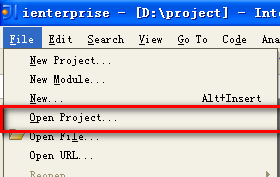 ienterprise - [D:\project] - Inte
File Edit Search View Go To Code Ana
New Project...
New Module...
New... Alt+Insert
Open Project...
Open File...
Open URL...
Reopen